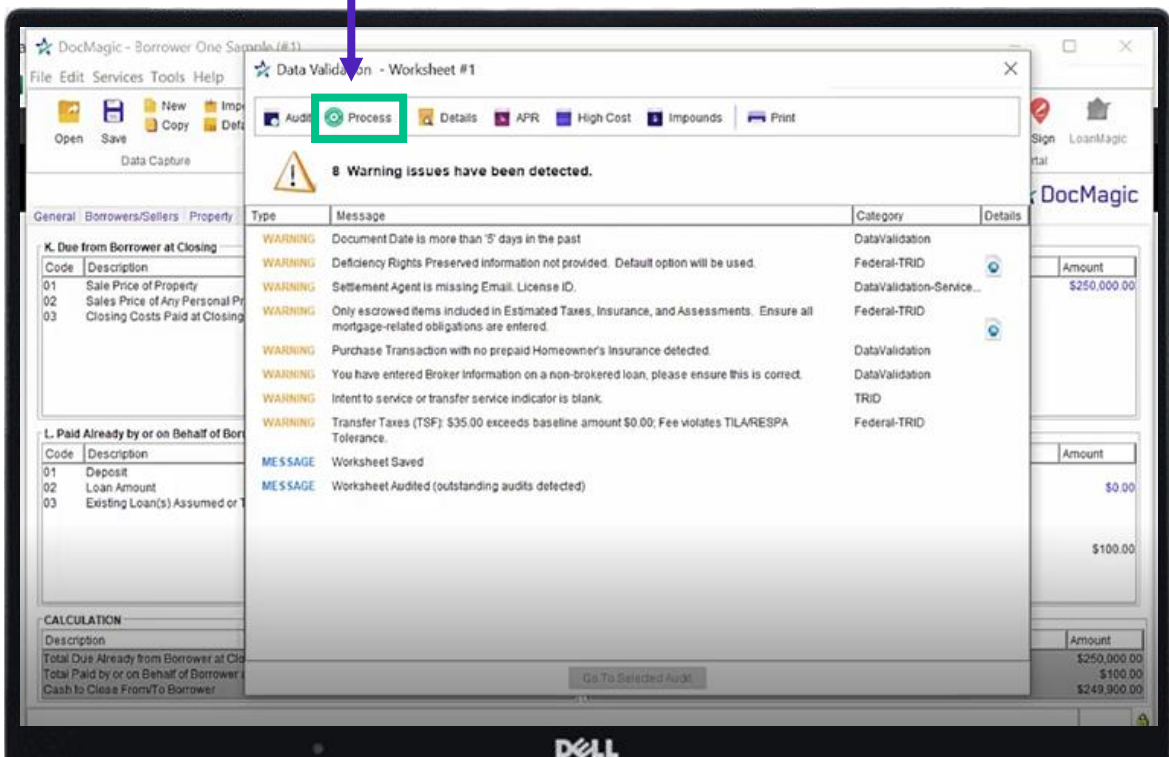 DocMagic - Borrower One Sample (#1)
File Edit Services Tools Help
Open
Save
New
Copy
Data Capture
Sign
LoanMagic
DocMagic
General Borrowers/Sellers Property
K. Due from Borrower at Closing
Code Description Amount
01 Sale Price of Property $250,000.00
02 Sales Price of Any Personal Pr
03 Closing Costs Paid at Closing
L. Paid Already by or on Behalf of Borr
Code Description Amount
01 Deposit
02 Loan Amount $0.00
03 Existing Loan(s) Assumed or T
$100.00
CALCULATION
Description Amount
Total Due Already from Borrower at Clo $250,000.00
Total Paid by or on Behalf of Borrower $100.00
Cash to Close From/To Borrower $249,900.00
Data Validation - Worksheet #1
Audit Process Details APR High Cost Impounds Print
8 Warning issues have been detected.
Type Message Category Details
WARNING Document Date is more than '5' days in the past DataValidation
WARNING Deficiency Rights Preserved information not provided. Default option will be used. Federal-TRID
WARNING Settlement Agent is missing Email. License ID. DataValidation-Service...
WARNING Only escrowed items included in Estimated Taxes, Insurance, and Assessments. Ensure all Federal-TRID
mortgage-related obligations are entered.
WARNING Purchase Transaction with no prepaid Homeowner's Insurance detected. DataValidation
WARNING You have entered Broker Information on a non-brokered loan, please ensure this is correct. DataValidation
WARNING Intent to service or transfer service indicator is blank. TRID
WARNING Transfer Taxes (TSF): $35.00 exceeds baseline amount $0.00; Fee violates TILA/RESPA Federal-TRID
Tolerance.
MESSAGE Worksheet Saved
MESSAGE Worksheet Audited (outstanding audits detected)
Go To Selected Audit
DELL